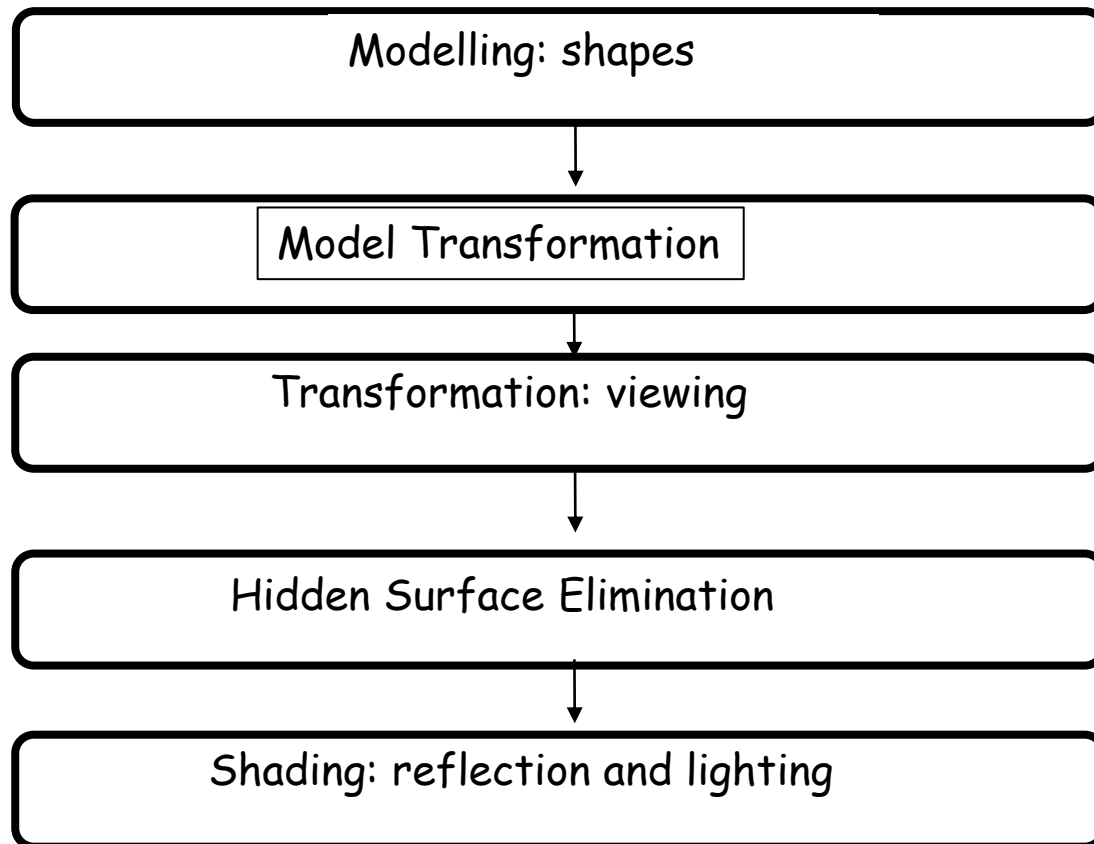 Modelling: shapes
Model Transformation
Transformation: viewing
Hidden Surface Elimination
Shading: reflection and lighting